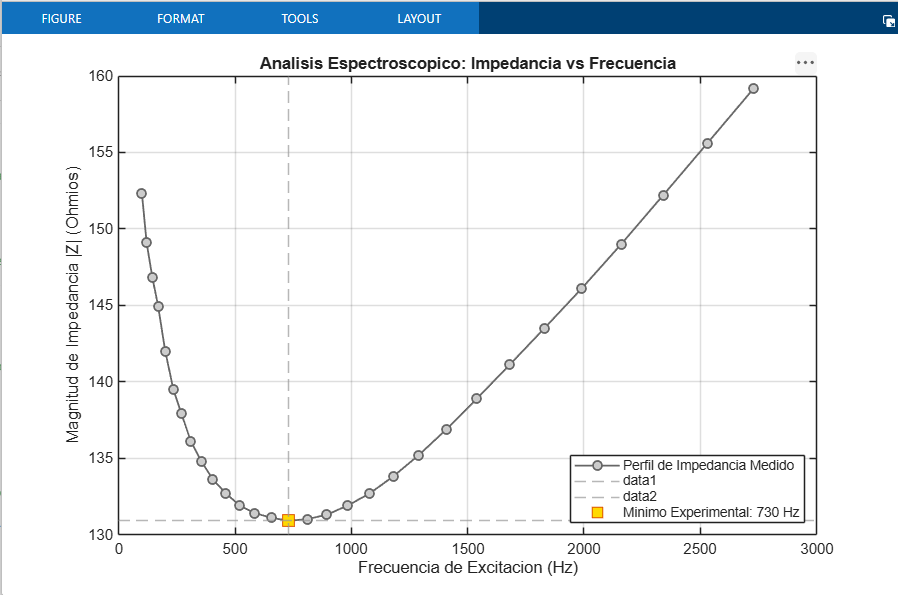 FIGURE FORMAT TOOLS LAYOUT
Analisis Espectroscopico: Impedancia vs Frecuencia
Magnitud de Impedancia |Z| (Ohmios)
160
155
150
145
140
135
130
Perfil de Impedancia Medido
data1
data2
Minimo Experimental: 730 Hz
0 500 1000 1500 2000 2500 3000
Frecuencia de Excitacion (Hz)